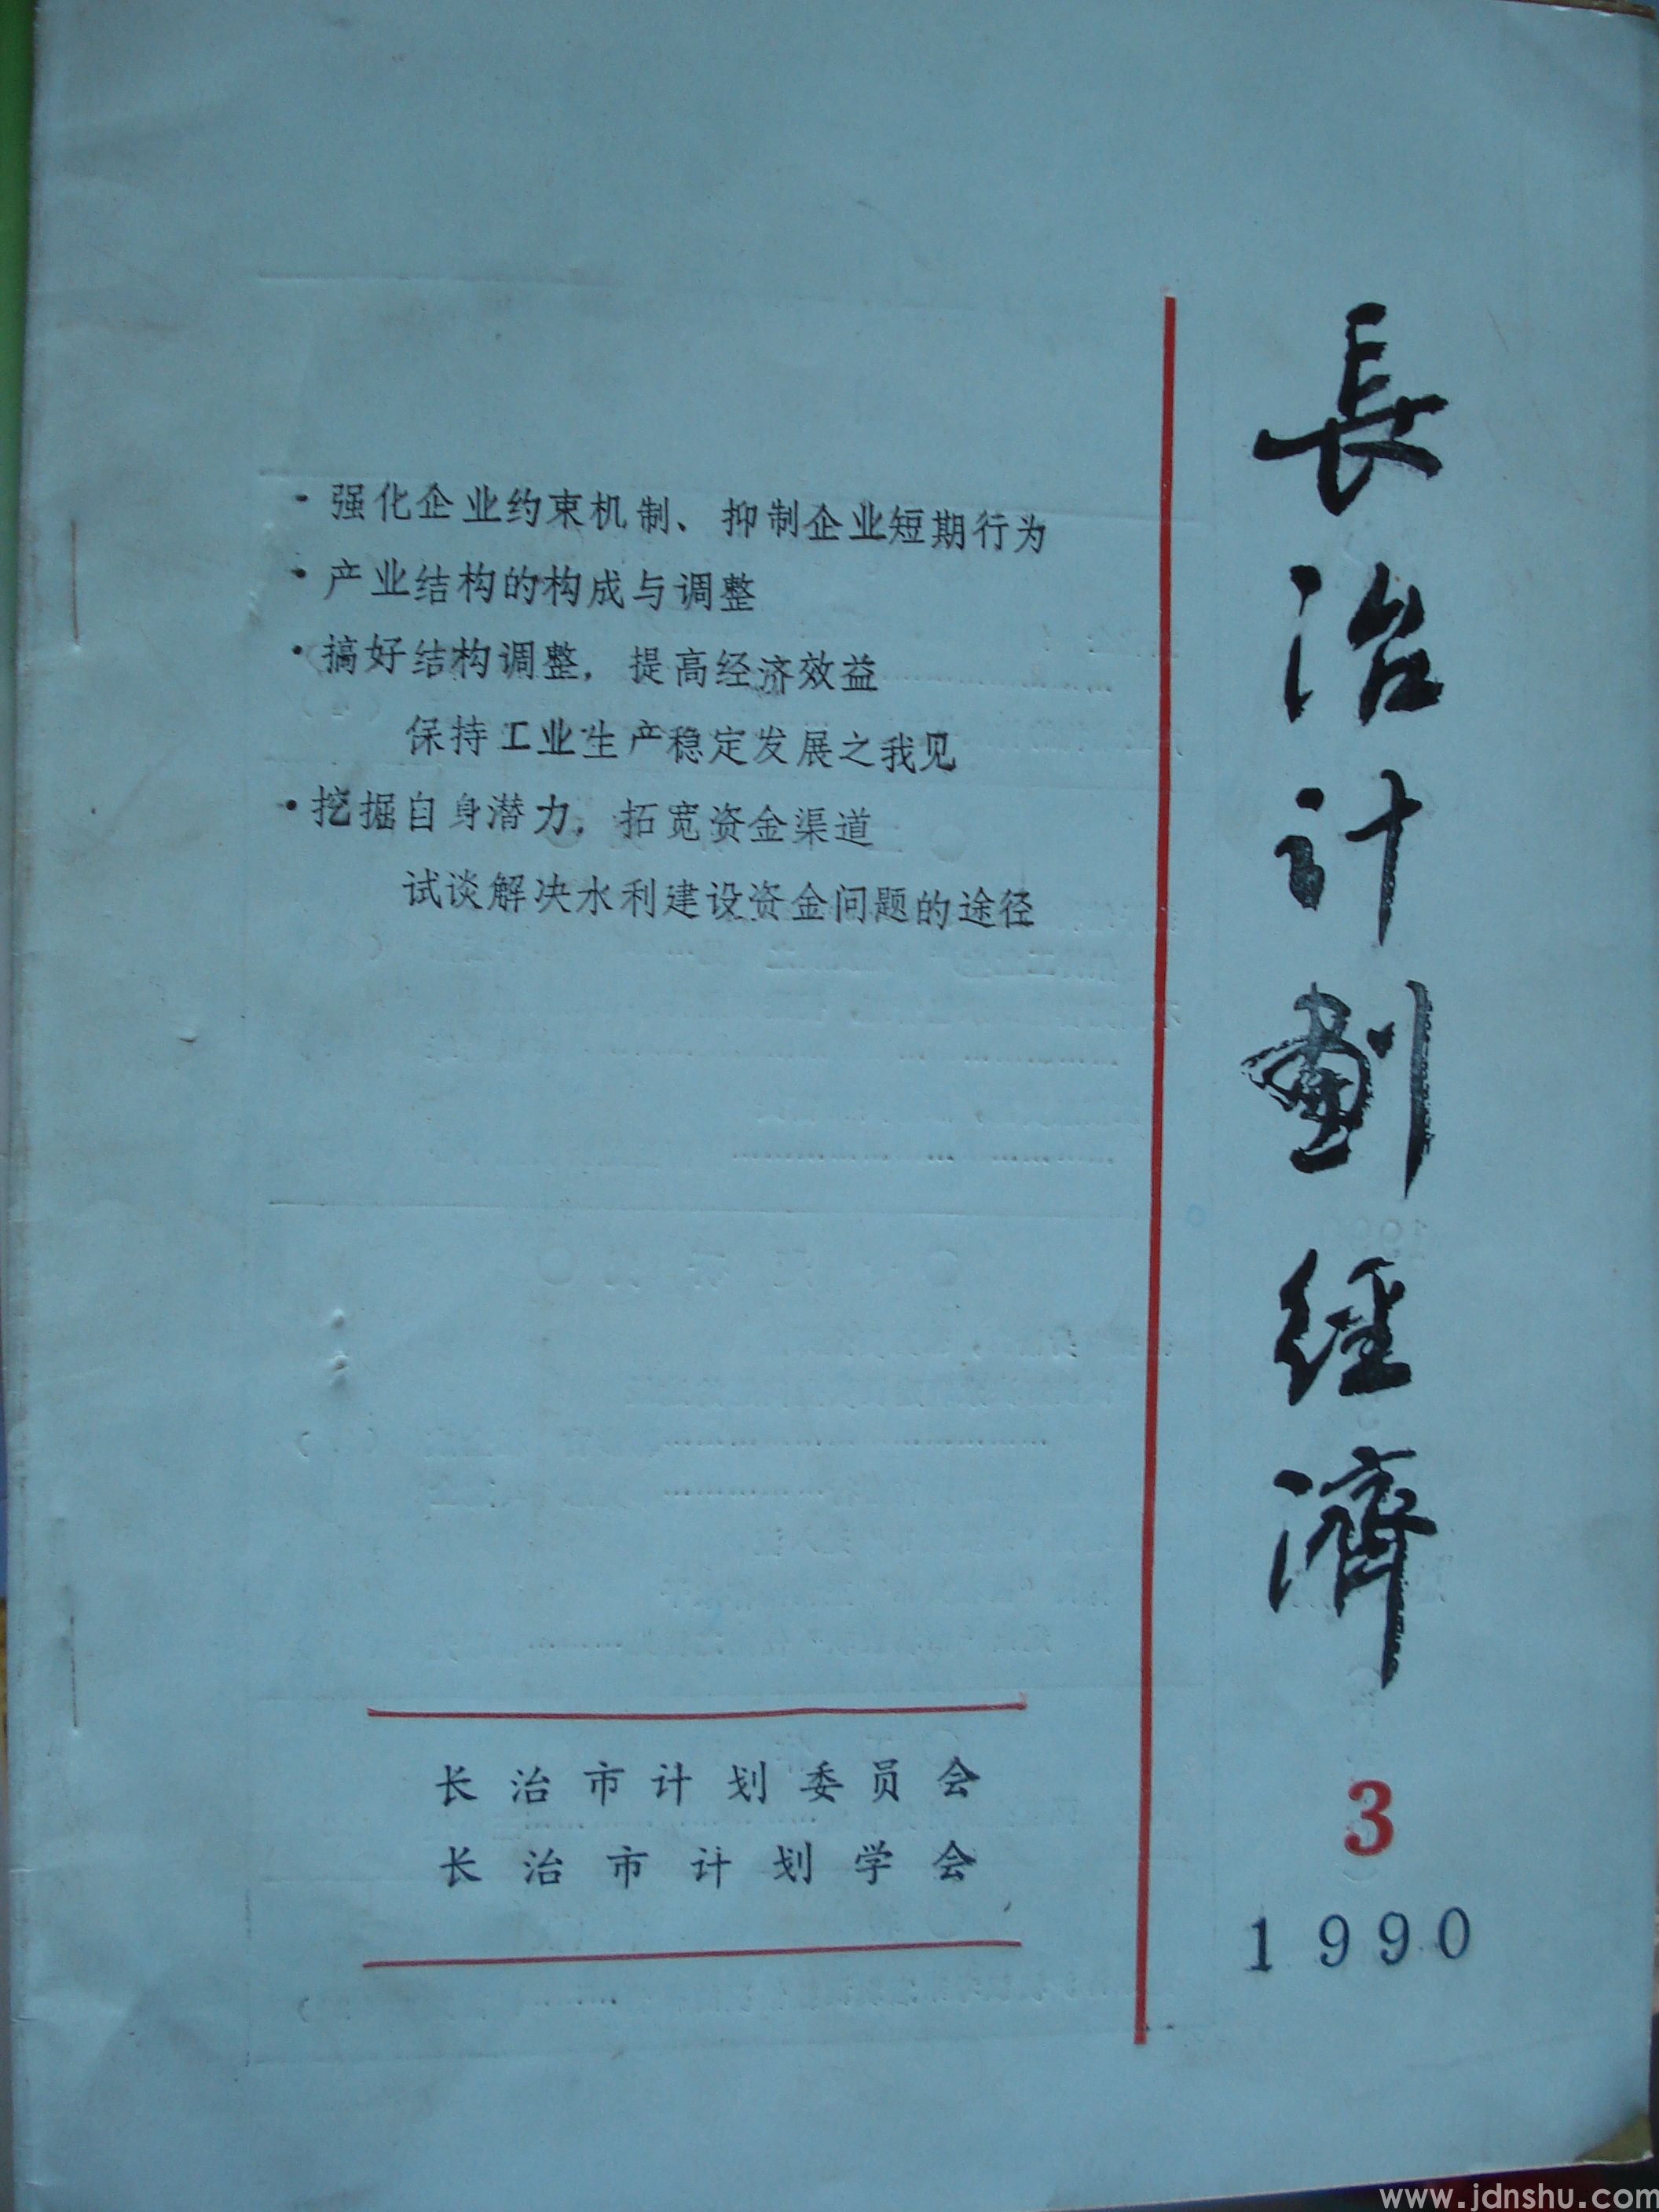 長治計劃經濟
3
1990
·强化企业约束机制、抑制企业短期行为
·产业结构的构成与调整
·搞好结构调整，提高经济效益
保持工业生产稳定发展之我见
·挖掘自身潜力，拓宽资金渠道
试谈解决水利建设资金问题的途径
长治市计划委员会
长治市计划学会
www.jdnshu.com